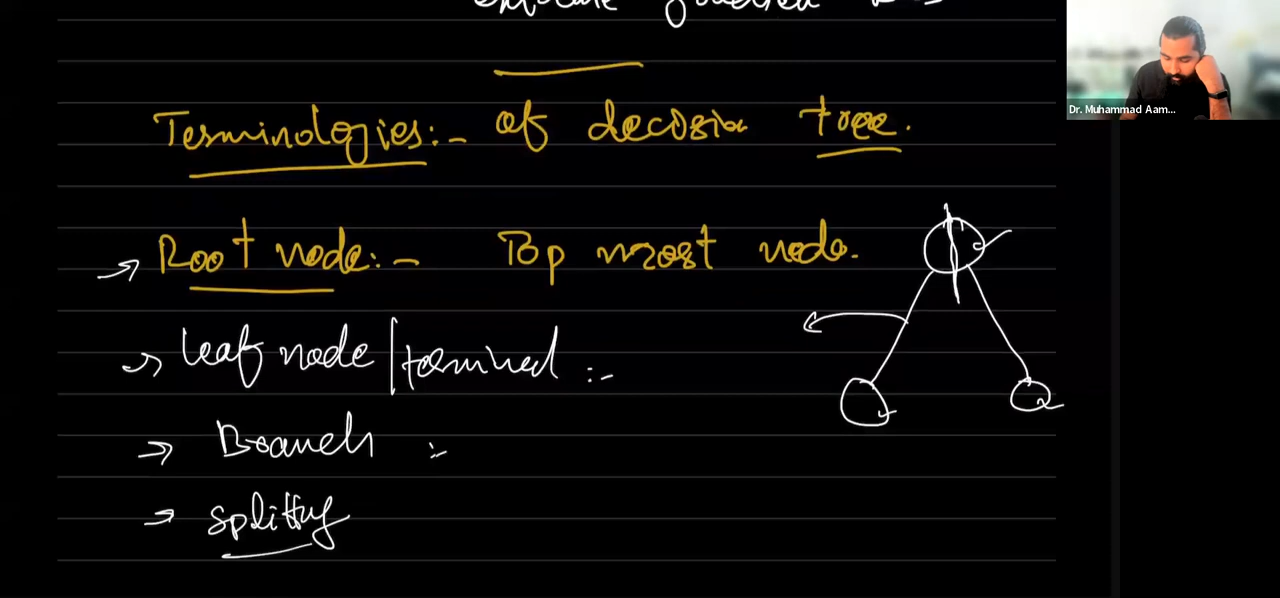 Dr. Muhammad Aam...
Terminologies:- of decision tree.
→ Root node:- Top most node.
→ leaf node/terminal :-
→ Branch :-
→ splitting